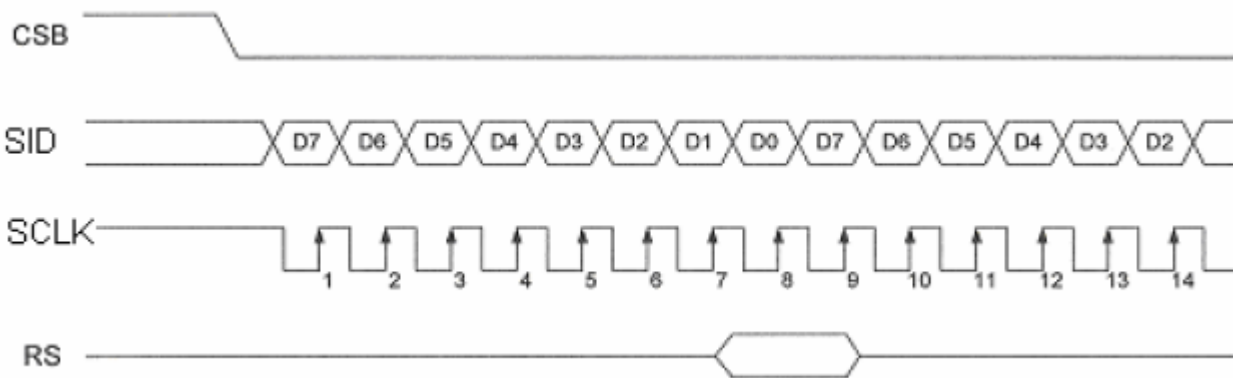 CSB
SID D7 D6 D5 D4 D3 D2 D1 D0 D7 D6 D5 D4 D3 D2
SCLK
1 2 3 4 5 6 7 8 9 10 11 12 13 14
RS